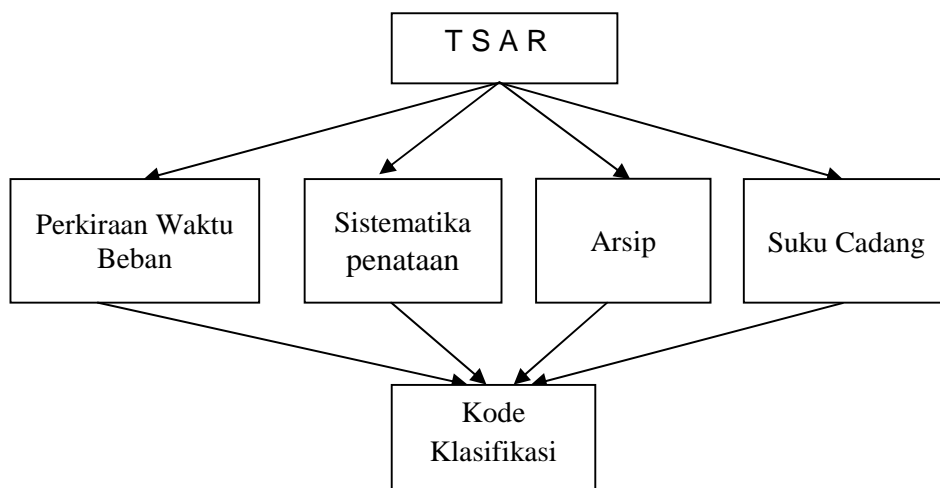 T S A R
Perkiraan Waktu
Beban
Sistematika
penataan
Arsip
Suku Cadang
Kode
Klasifikasi